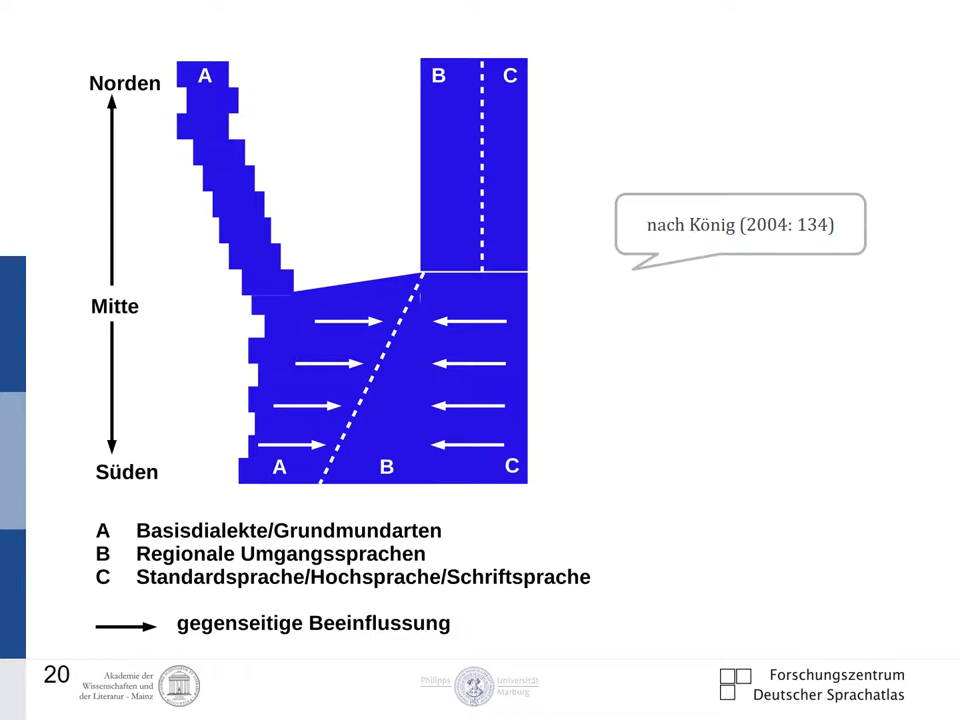 Norden
A
B
C
nach König (2004: 134)
Mitte
Süden
A
B
C
A Basisdialekte/Grundmundarten
B Regionale Umgangssprachen
C Standardsprache/Hochsprache/Schriftsprache
gegenseitige Beeinflussung
20
Akademie der
Wissenschaften und
der Literatur - Mainz
Philipps Universität
Marburg
Forschungszentrum
Deutscher Sprachatlas